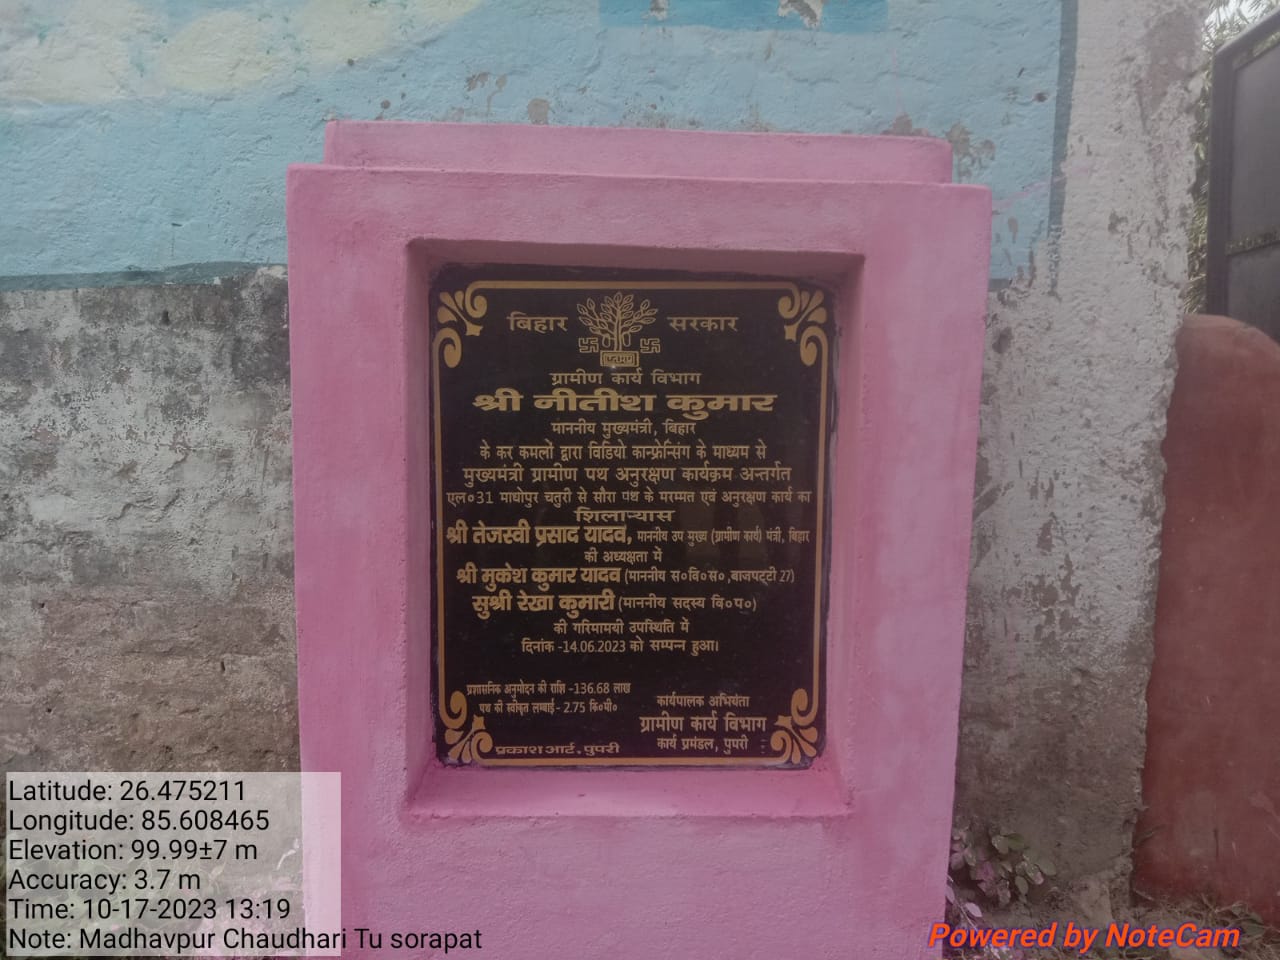 बिहार सरकार
ग्रामीण कार्य विभाग
श्री नीतीश कुमार
माननीय मुख्यमंत्री, बिहार
के कर कमलों द्वारा विडियो कान्फ्रेन्सिंग के माध्यम से
मुख्यमंत्री ग्रामीण पथ अनुरक्षण कार्यक्रम अन्तर्गत
एल०31 माधोपुर चतुरी से सौरा पथ के मरम्मत एवं अनुरक्षण कार्य का
शिलान्यास
श्री तेजस्वी प्रसाद यादव, माननीय उप मुख्य (ग्रामीण कार्य) मंत्री, बिहार
की अध्यक्षता में
श्री मुकेश कुमार यादव (माननीय स०वि०स०,बाजपट्टी 27)
सुश्री रेखा कुमारी (माननीय सदस्य वि०प०)
की गरिमामयी उपस्थिति में
दिनांक -14.06.2023 को सम्पन्न हुआ।
प्रशासनिक अनुमोदन की राशि -136.68 लाख
पथ की स्वीकृत लम्बाई- 2.75 कि०मी०
कार्यपालक अभियंता
ग्रामीण कार्य विभाग
कार्य प्रमंडल, पुपरी
प्रकाश आर्ट, पुपरी
Latitude: 26.475211
Longitude: 85.608465
Elevation: 99.99±7 m
Accuracy: 3.7 m
Time: 10-17-2023 13:19
Note: Madhavpur Chaudhari Tu sorapat
Powered by NoteCam